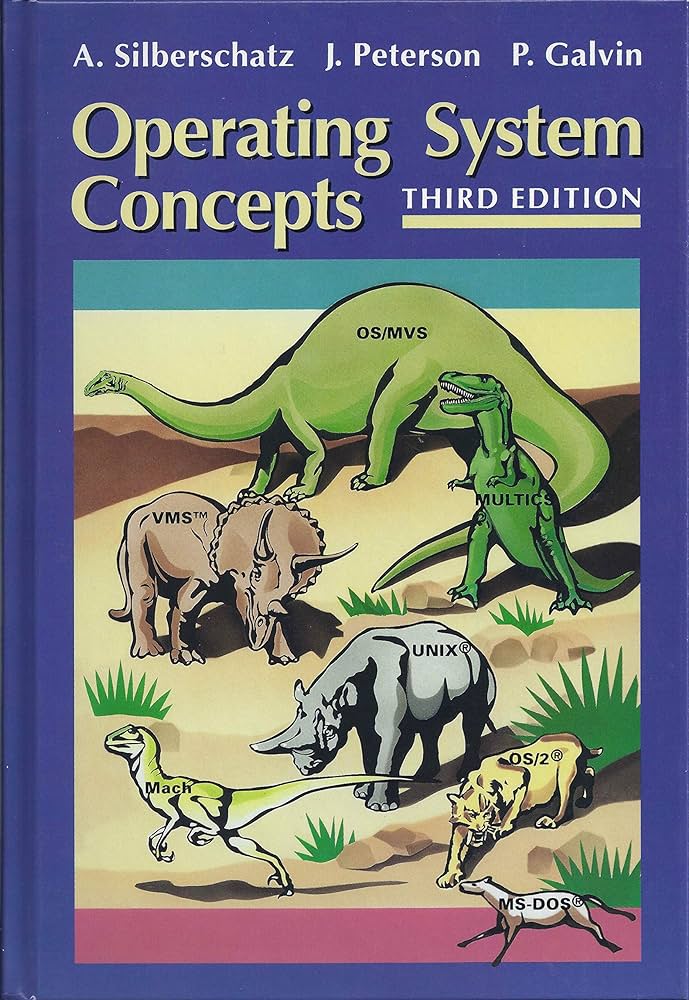 A. Silberschatz J. Peterson P. Galvin
Operating System
Concepts THIRD EDITION
OS/MVS
MULTICS
VMS™
UNIX®
OS/2®
Mach
MS-DOS®